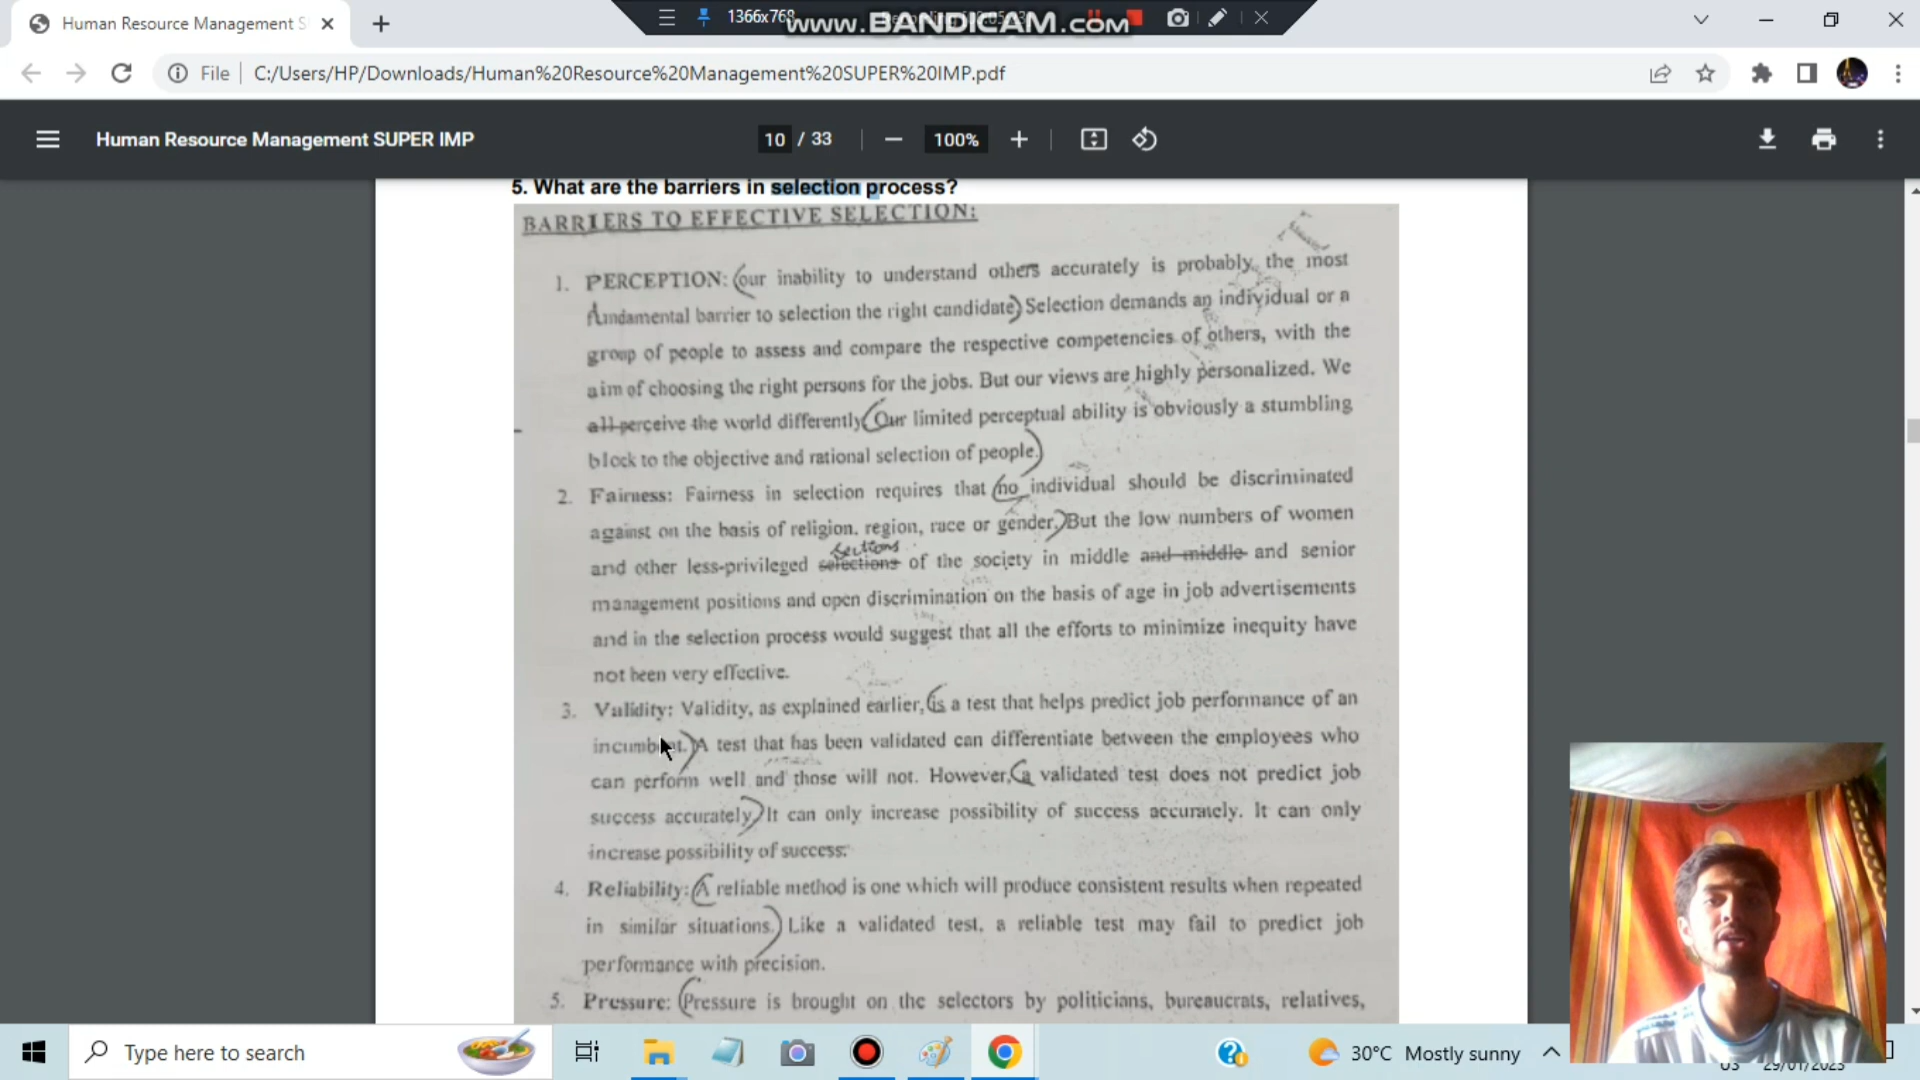 Human Resource Management S
1366x768
www.BANDICAM.com
File
C:/Users/HP/Downloads/Human%20Resource%20Management%20SUPER%20IMP.pdf
Human Resource Management SUPER IMP
10 / 33
100%
5. What are the barriers in selection process?
BARRIERS TO EFFECTIVE SELECTION:
1. PERCEPTION: (our inability to understand others accurately is probably the most
fundamental barrier to selection the right candidate) Selection demands an individual or a
group of people to assess and compare the respective competencies of others, with the
aim of choosing the right persons for the jobs. But our views are highly personalized. We
all perceive the world differently. (Our limited perceptual ability is obviously a stumbling
block to the objective and rational selection of people.)
2. Fairness: Fairness in selection requires that (no individual should be discriminated
against on the basis of religion, region, race or gender.) But the low numbers of women
sections
and other less-privileged selections of the society in middle and middle and senior
management positions and open discrimination on the basis of age in job advertisements
and in the selection process would suggest that all the efforts to minimize inequity have
not been very effective.
3. Validity: Validity, as explained earlier, (is a test that helps predict job performance of an
incumbent.) A test that has been validated can differentiate between the employees who
can perform well and those will not. However, (a validated test does not predict job
success accurately.) It can only increase possibility of success accurately. It can only
increase possibility of success.
4. Reliability: (A reliable method is one which will produce consistent results when repeated
in similar situations.) Like a validated test, a reliable test may fail to predict job
performance with precision.
5. Pressure: (Pressure is brought on the selectors by politicians, bureaucrats, relatives,
Type here to search
30°C Mostly sunny
29/01/2023